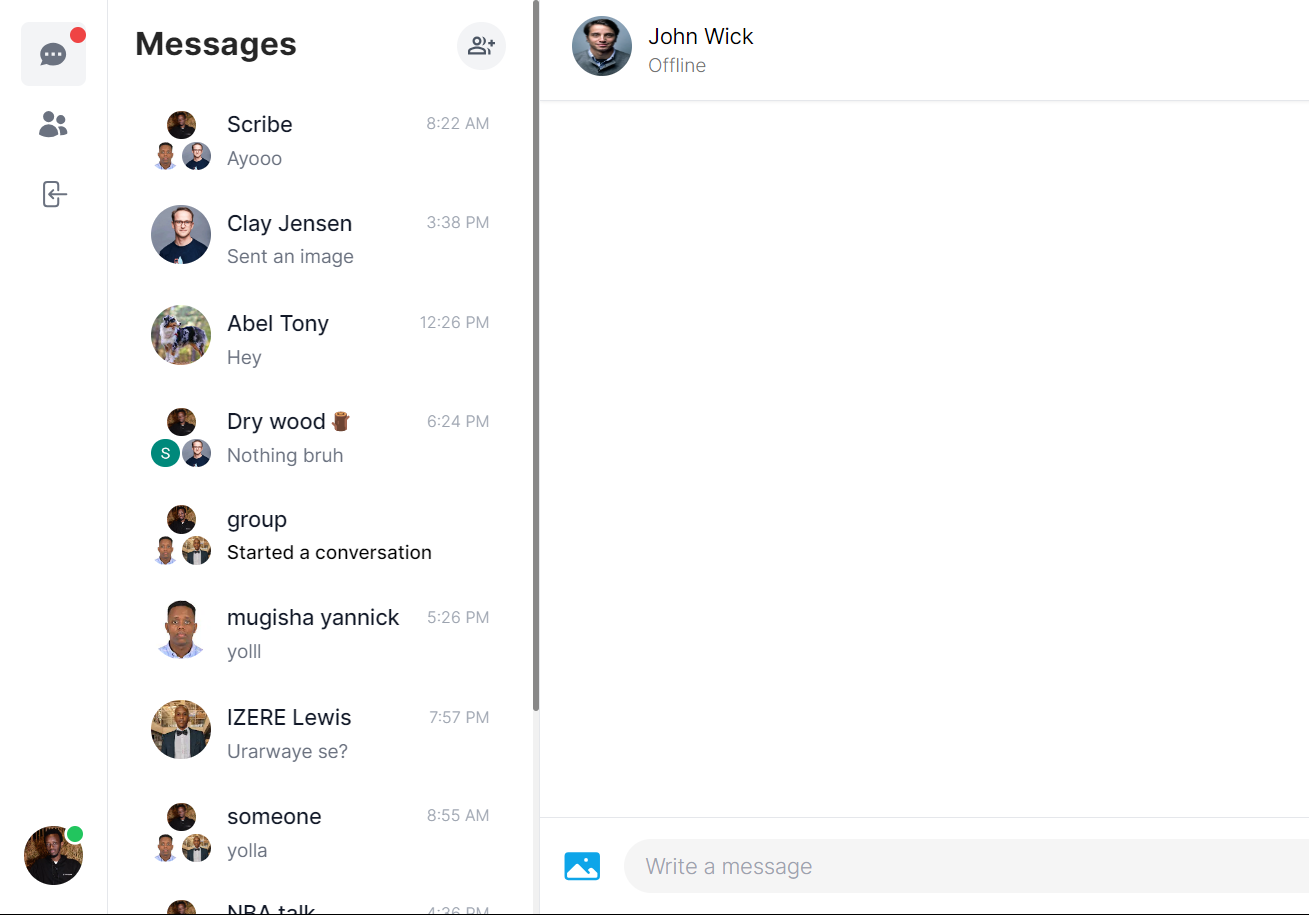 Messages
Scribe
8:22 AM
Ayooo
Clay Jensen
3:38 PM
Sent an image
Abel Tony
12:26 PM
Hey
Dry wood🪵
6:24 PM
S
Nothing bruh
group
Started a conversation
mugisha yannick
5:26 PM
yolll
IZERE Lewis
7:57 PM
Urarwaye se?
someone
8:55 AM
yolla
NBA talk
4:36 PM
John Wick
Offline
Write a message